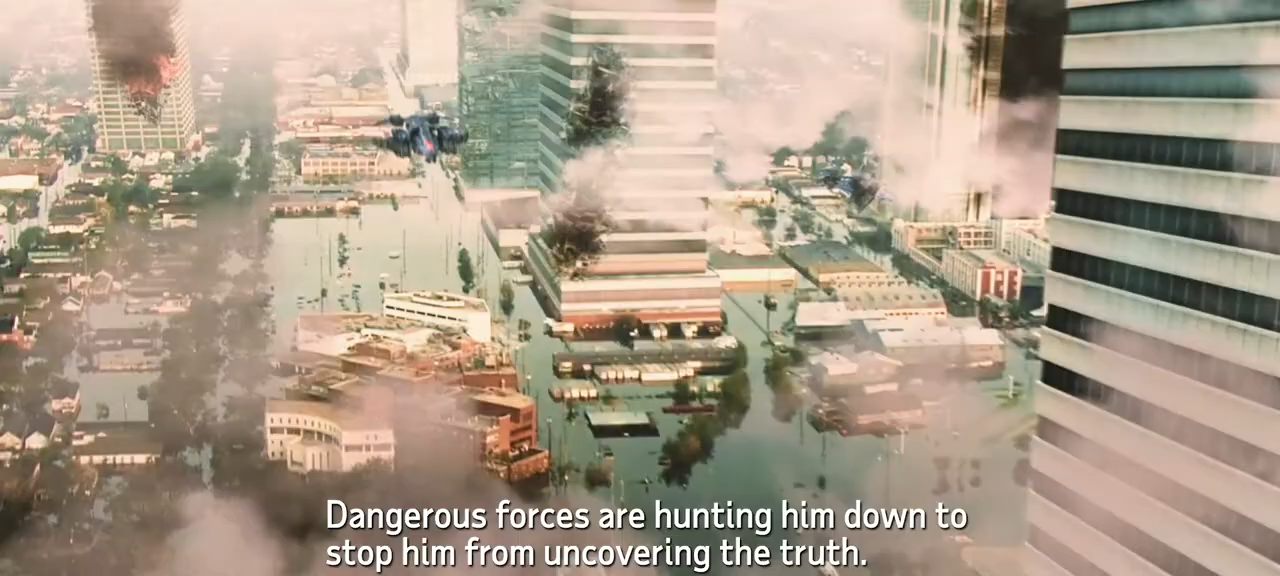 Dangerous forces are hunting him down to
stop him from uncovering the truth.